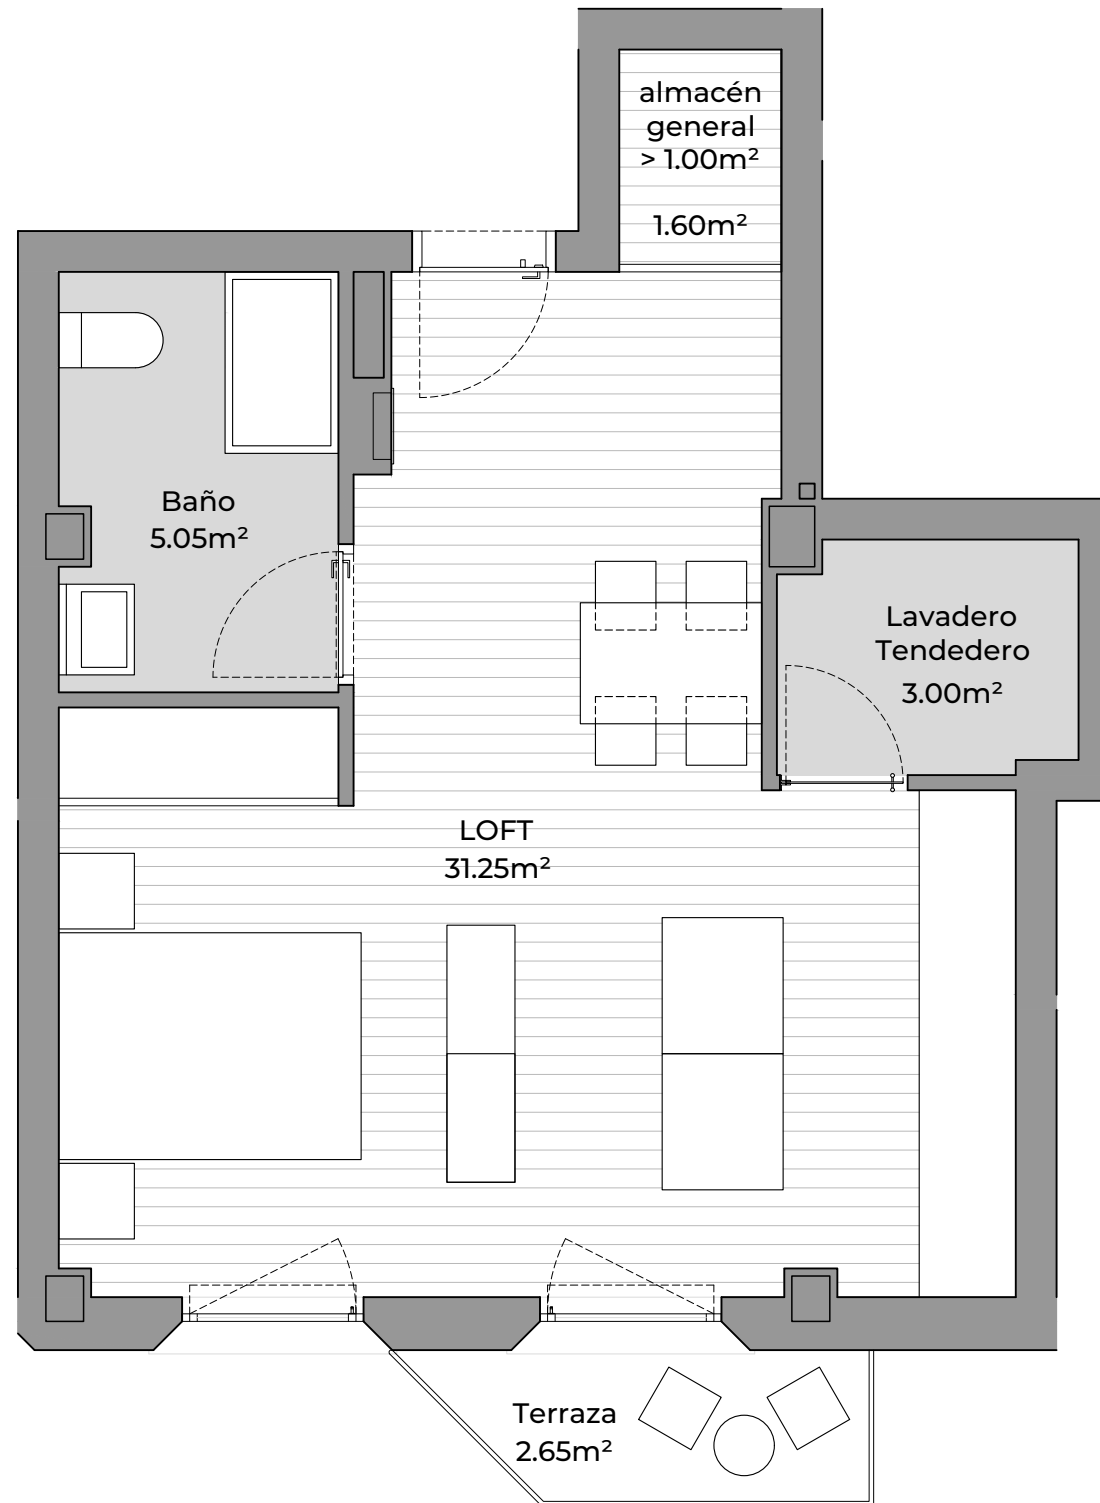 almacén
general
> 1.00m²
1.60m²
Baño
5.05m²
Lavadero
Tendedero
3.00m²
LOFT
31.25m²
Terraza
2.65m²